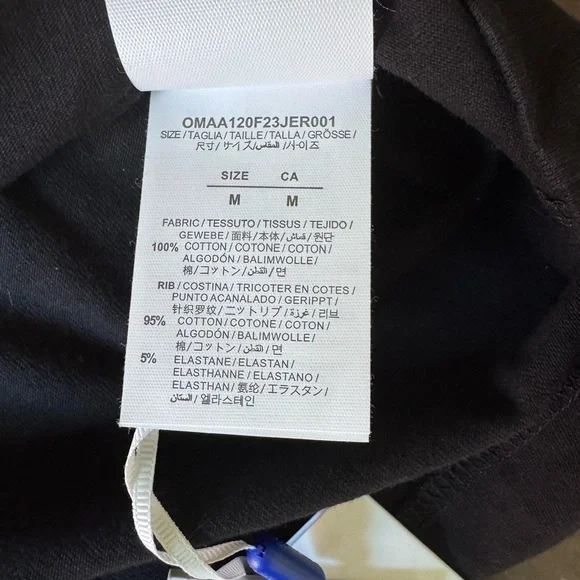 OMAA120F23JER001
SIZE / TAGLIA / TAILLE / TALLA / GRÖSSE /
尺寸 / サイズ / المقاس / 사이즈
SIZE CA
M M
FABRIC / TESSUTO / TISSUS / TEJIDO /
GEWEBE / 面料 / 本体 / قماش / 원단
100% COTTON / COTONE / COTON /
ALGODÓN / BALIMWOLLE /
棉 / コットン / القطن / 면
RIB / COSTINA / TRICOTER EN COTES /
PUNTO ACANALADO / GERIPPT /
针织罗纹 / ニットリブ / غرزة / 리브
95% COTTON / COTONE / COTON /
ALGODÓN / BALIMWOLLE /
棉 / コットン / القطن / 면
5% ELASTANE / ELASTAN /
ELASTHANNE / ELASTANO /
ELASTHAN / 氨纶 / エラスタン /
الاستان / 엘라스테인